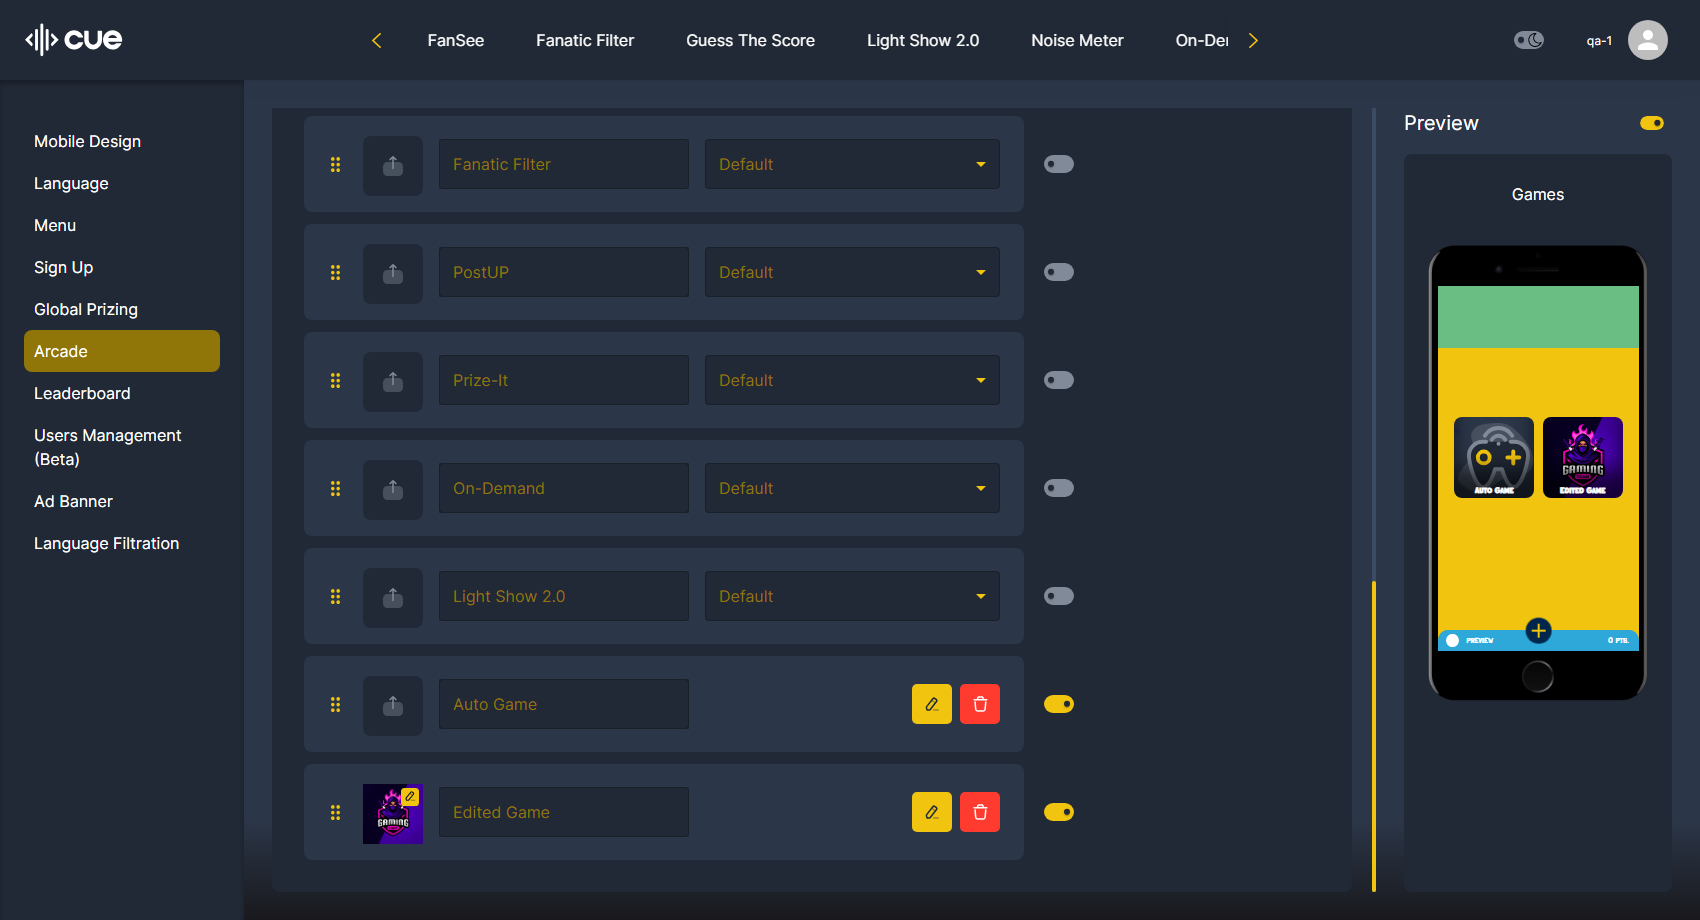 cue
FanSee
Fanatic Filter
Guess The Score
Light Show 2.0
Noise Meter
On-Der
qa-1
Mobile Design
Language
Menu
Sign Up
Global Prizing
Arcade
Leaderboard
Users Management
(Beta)
Ad Banner
Language Filtration
Fanatic Filter
Default
PostUP
Default
Prize-It
Default
On-Demand
Default
Light Show 2.0
Default
Auto Game
GAMING
Edited Game
Preview
Games
AUTO GAME
GAMING
EDITED GAME
PREVIEW
0 PTS.